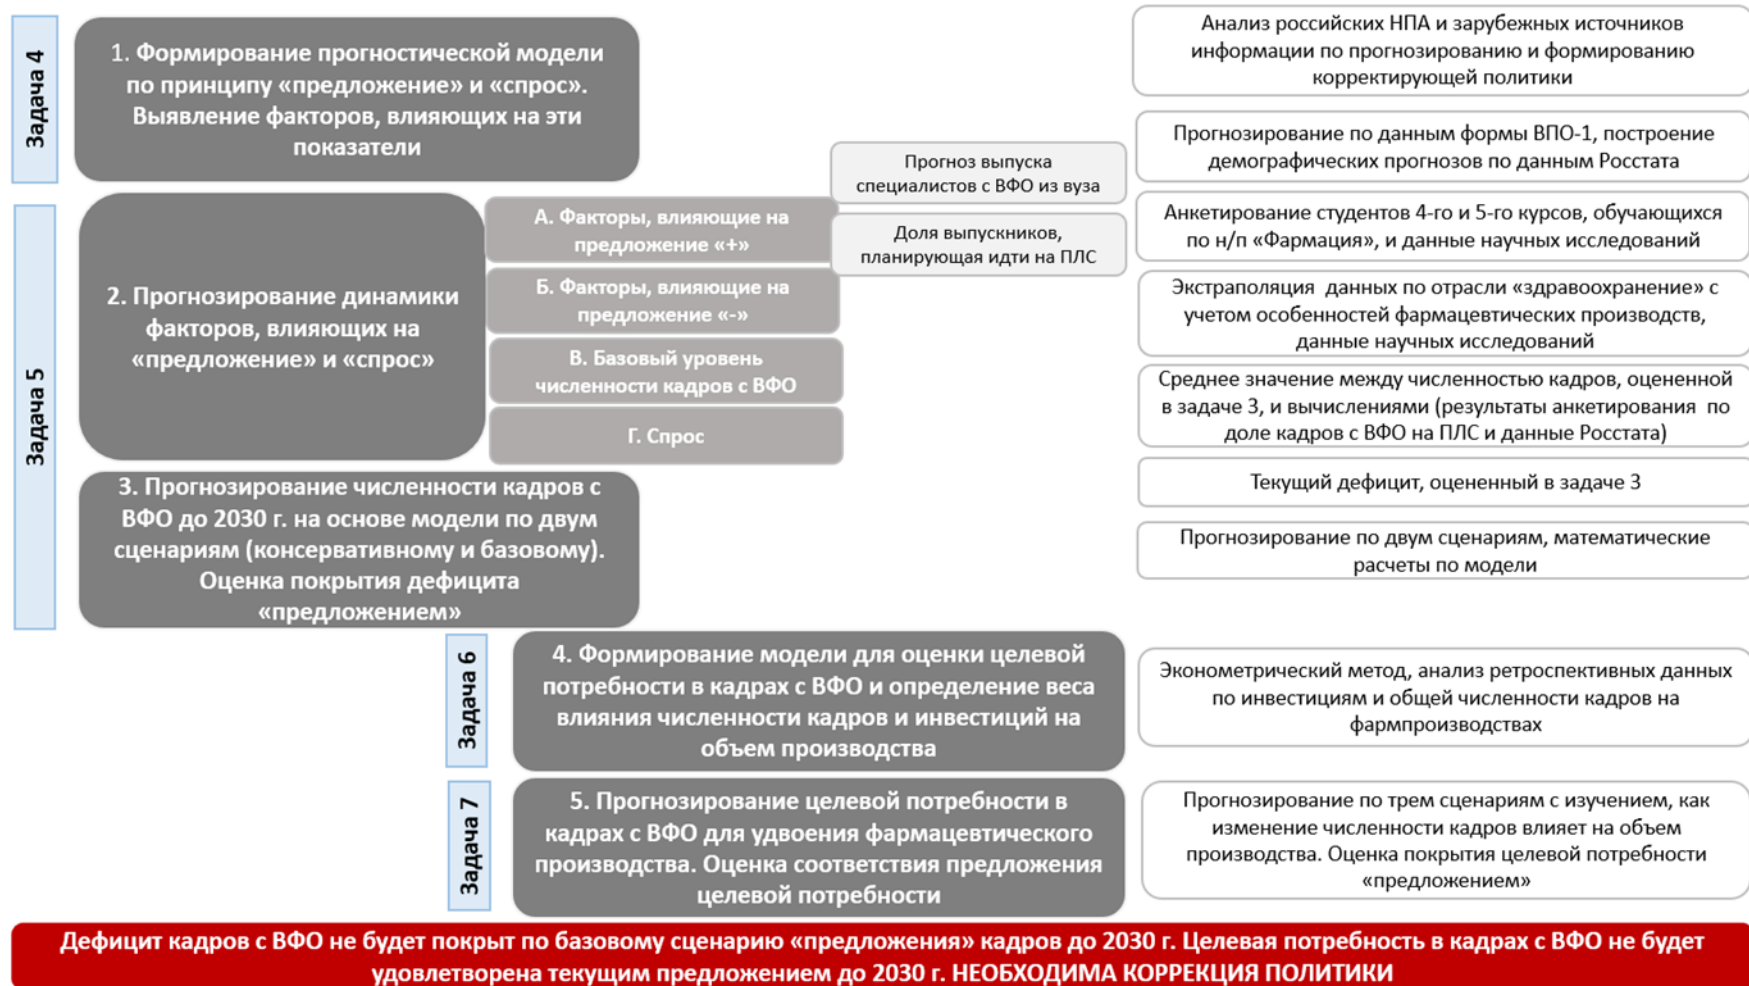 Задача 4
1. Формирование прогностической модели
по принципу «предложение» и «спрос».
Выявление факторов, влияющих на эти
показатели
Анализ российских НПА и зарубежных источников
информации по прогнозированию и формированию
корректирующей политики
Задача 5
2. Прогнозирование динамики
факторов, влияющих на
«предложение» и «спрос»
А. Факторы, влияющие на
предложение «+»
Прогноз выпуска
специалистов с ВФО из вуза
Прогнозирование по данным формы ВПО-1, построение
демографических прогнозов по данным Росстата
Доля выпускников,
планирующая идти на ПЛС
Анкетирование студентов 4-го и 5-го курсов, обучающихся
по н/п «Фармация», и данные научных исследований
Б. Факторы, влияющие на
предложение «-»
Экстраполяция данных по отрасли «здравоохранение» с
учетом особенностей фармацевтических производств,
данные научных исследований
В. Базовый уровень
численности кадров с ВФО
Среднее значение между численностью кадров, оцененной
в задаче 3, и вычислениями (результаты анкетирования по
доле кадров с ВФО на ПЛС и данные Росстата)
Г. Спрос
Текущий дефицит, оцененный в задаче 3
3. Прогнозирование численности кадров с
ВФО до 2030 г. на основе модели по двум
сценариям (консервативному и базовому).
Оценка покрытия дефицита
«предложением»
Прогнозирование по двум сценариям, математические
расчеты по модели
Задача 6
4. Формирование модели для оценки целевой
потребности в кадрах с ВФО и определение веса
влияния численности кадров и инвестиций на
объем производства
Эконометрический метод, анализ ретроспективных данных
по инвестициям и общей численности кадров на
фармпроизводствах
Задача 7
5. Прогнозирование целевой потребности в
кадрах с ВФО для удвоения фармацевтического
производства. Оценка соответствия предложения
целевой потребности
Прогнозирование по трем сценариям с изучением, как
изменение численности кадров влияет на объем
производства. Оценка покрытия целевой потребности
«предложением»
Дефицит кадров с ВФО не будет покрыт по базовому сценарию «предложения» кадров до 2030 г. Целевая потребность в кадрах с ВФО не будет
удовлетворена текущим предложением до 2030 г. НЕОБХОДИМА КОРРЕКЦИЯ ПОЛИТИКИ